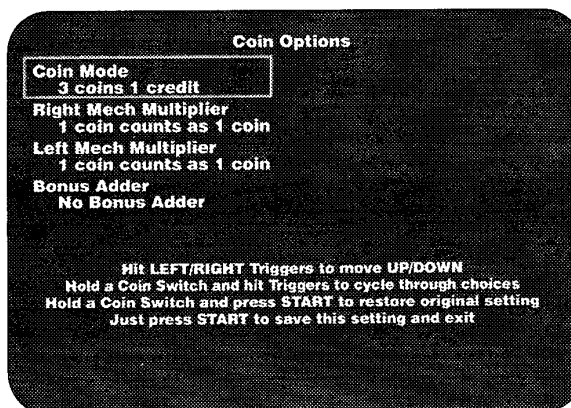 Coin Options
Coin Mode
3 coins 1 credit
Right Mech Multiplier
1 coin counts as 1 coin
Left Mech Multiplier
1 coin counts as 1 coin
Bonus Adder
No Bonus Adder
Hit LEFT/RIGHT Triggers to move UP/DOWN
Hold a Coin Switch and hit Triggers to cycle through choices
Hold a Coin Switch and press START to restore original setting
Just press START to save this setting and exit